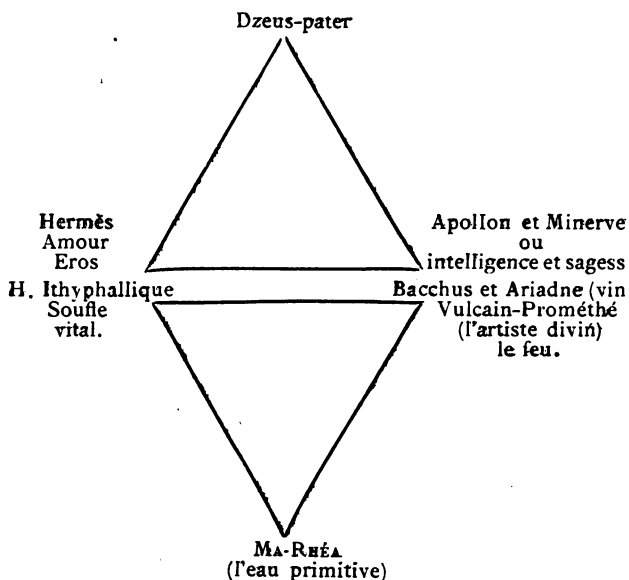 Dzeus-pater
Hermès
Amour
Eros
Apollon et Minerve
ou
intelligence et sagess
H. Ithyphallique
Soufle
vital.
Bacchus et Ariadne (vin
Vulcain-Prométhé
(l'artiste divin)
le feu.
MA-RHÉA
(l'eau primitive)